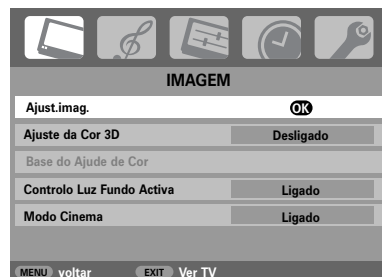 IMAGEM
Ajust.imag. OK
Ajuste da Cor 3D Desligado
Base do Ajude de Cor
Controlo Luz Fundo Activa Ligado
Modo Cinema Ligado
MENU voltar EXIT Ver TV